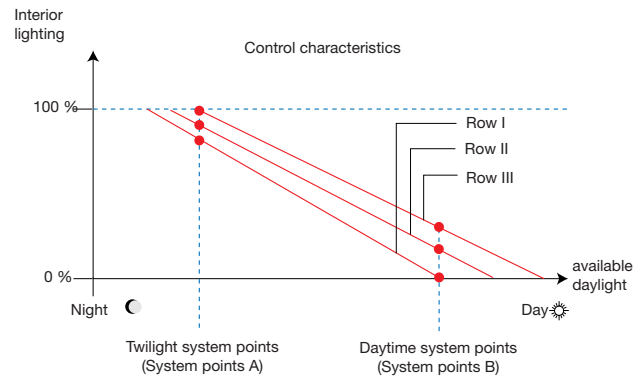 Interior
lighting
Control characteristics
100 %
Row I
Row II
Row III
0 %
available
daylight
Night
Day
Twilight system points
(System points A)
Daytime system points
(System points B)